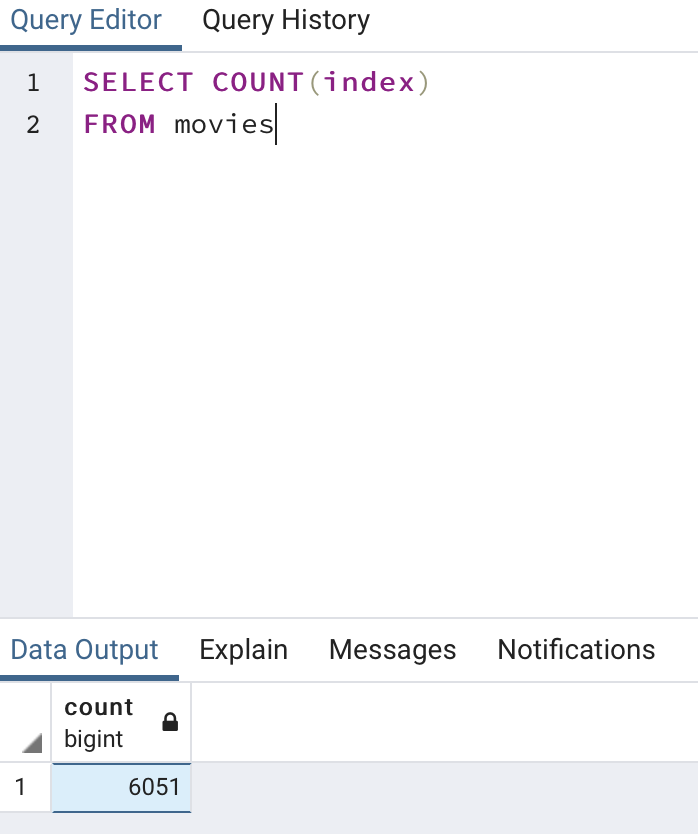 Query Editor Query History
1 SELECT COUNT(index)
2 FROM movies
Data Output Explain Messages Notifications
count
bigint
1 6051